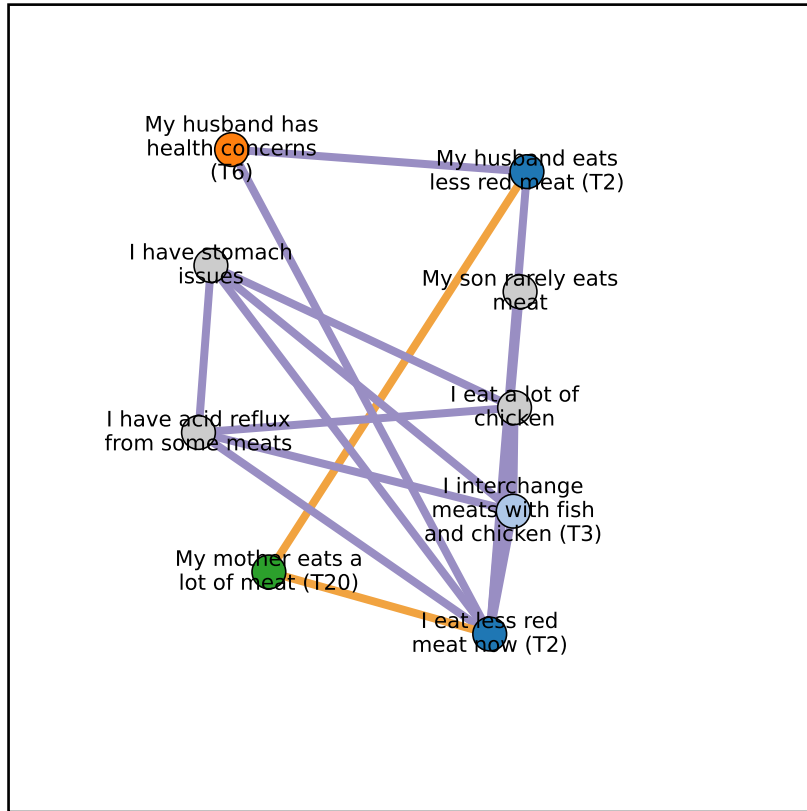 My husband has
health concerns
(T6)
My husband eats
less red meat (T2)
I have stomach
issues
My son rarely eats
meat
I eat a lot of
chicken
I have acid reflux
from some meats
I interchange
meats with fish
and chicken (T3)
My mother eats a
lot of meat (T20)
I eat less red
meat now (T2)